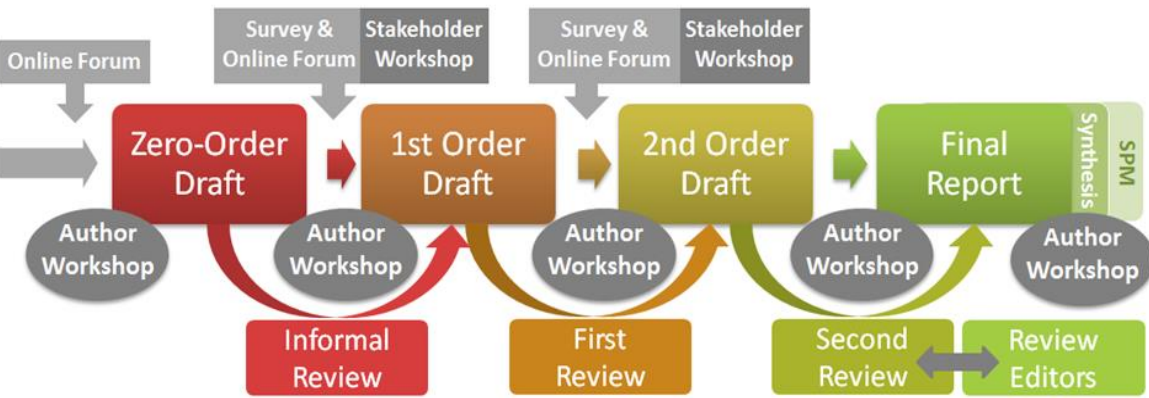 Online Forum
Survey &
Online Forum
Stakeholder
Workshop
Survey &
Online Forum
Stakeholder
Workshop
Zero-Order
Draft
1st Order
Draft
2nd Order
Draft
Final
Report
Synthesis
SPM
Author
Workshop
Author
Workshop
Author
Workshop
Author
Workshop
Author
Workshop
Informal
Review
First
Review
Second
Review
Review
Editors